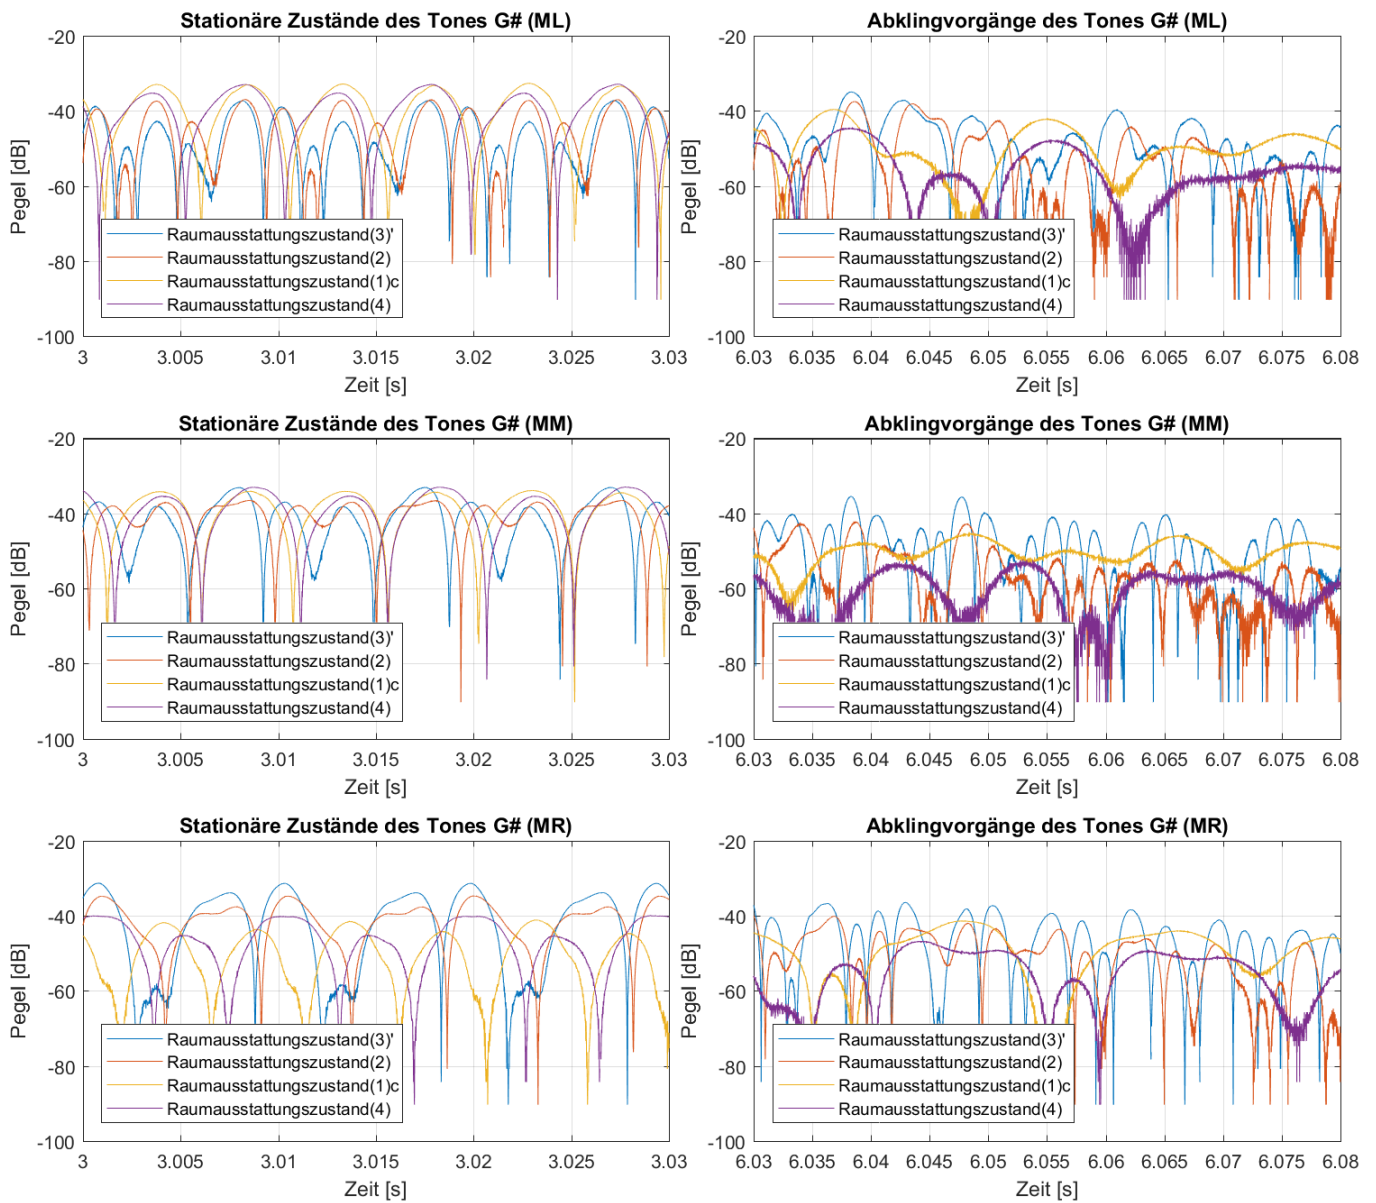 Stationäre Zustände des Tones G# (ML)
Pegel [dB]
-20
-40
-60
-80
-100
Raumausstattungszustand(3)'
Raumausstattungszustand(2)
Raumausstattungszustand(1)c
Raumausstattungszustand(4)
3 3.005 3.01 3.015 3.02 3.025 3.03
Zeit [s]
Abklingvorgänge des Tones G# (ML)
Pegel [dB]
-20
-40
-60
-80
-100
Raumausstattungszustand(3)'
Raumausstattungszustand(2)
Raumausstattungszustand(1)c
Raumausstattungszustand(4)
6.03 6.035 6.04 6.045 6.05 6.055 6.06 6.065 6.07 6.075 6.08
Zeit [s]
Stationäre Zustände des Tones G# (MM)
Pegel [dB]
-20
-40
-60
-80
-100
Raumausstattungszustand(3)'
Raumausstattungszustand(2)
Raumausstattungszustand(1)c
Raumausstattungszustand(4)
3 3.005 3.01 3.015 3.02 3.025 3.03
Zeit [s]
Abklingvorgänge des Tones G# (MM)
Pegel [dB]
-20
-40
-60
-80
-100
Raumausstattungszustand(3)'
Raumausstattungszustand(2)
Raumausstattungszustand(1)c
Raumausstattungszustand(4)
6.03 6.035 6.04 6.045 6.05 6.055 6.06 6.065 6.07 6.075 6.08
Zeit [s]
Stationäre Zustände des Tones G# (MR)
Pegel [dB]
-20
-40
-60
-80
-100
Raumausstattungszustand(3)'
Raumausstattungszustand(2)
Raumausstattungszustand(1)c
Raumausstattungszustand(4)
3 3.005 3.01 3.015 3.02 3.025 3.03
Zeit [s]
Abklingvorgänge des Tones G# (MR)
Pegel [dB]
-20
-40
-60
-80
-100
Raumausstattungszustand(3)'
Raumausstattungszustand(2)
Raumausstattungszustand(1)c
Raumausstattungszustand(4)
6.03 6.035 6.04 6.045 6.05 6.055 6.06 6.065 6.07 6.075 6.08
Zeit [s]